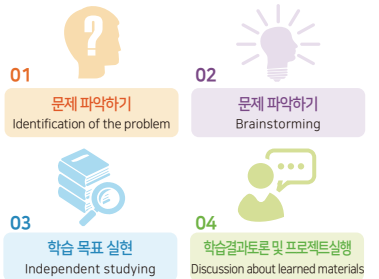 ?
01
문제 파악하기
Identification of the problem
02
문제 파악하기
Brainstorming
03
학습 목표 실현
Independent studying
04
학습결과토론 및 프로젝트실행
Discussion about learned materials